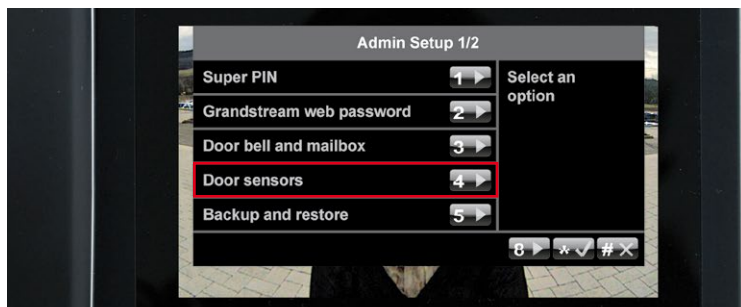 Admin Setup 1/2
Super PIN 1
Grandstream web password 2
Door bell and mailbox 3
Door sensors 4
Backup and restore 5
Select an
option
8 * #